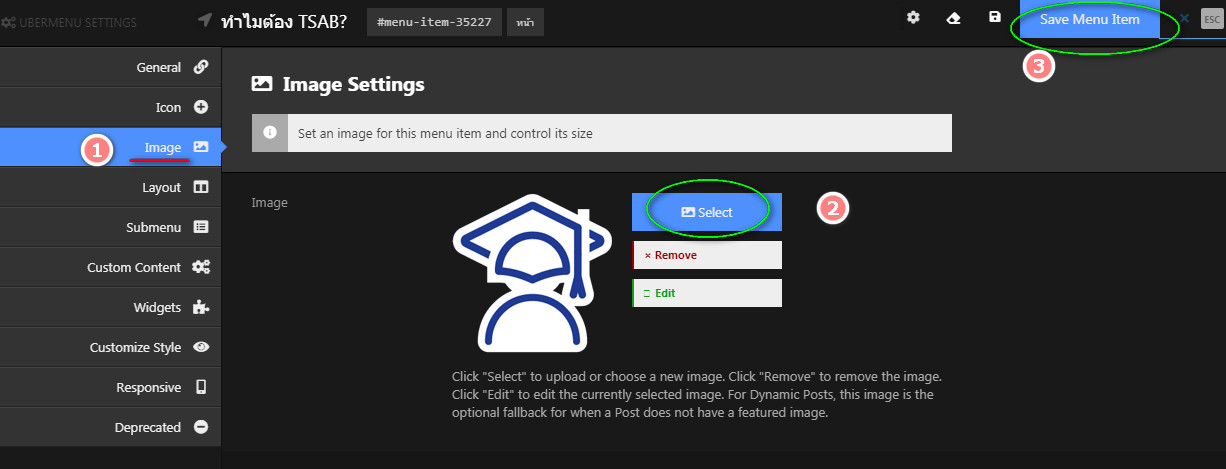 UBERMENU SETTINGS
ทำไมต้อง TSAB?
#menu-item-35227
หน้า
Save Menu Item
ESC
3
General
Icon
1
Image
Layout
Submenu
Custom Content
Widgets
Customize Style
Responsive
Deprecated
Image Settings
Set an image for this menu item and control its size
Image
Select
2
× Remove
Edit
Click "Select" to upload or choose a new image. Click "Remove" to remove the image.
Click "Edit" to edit the currently selected image. For Dynamic Posts, this image is the
optional fallback for when a Post does not have a featured image.